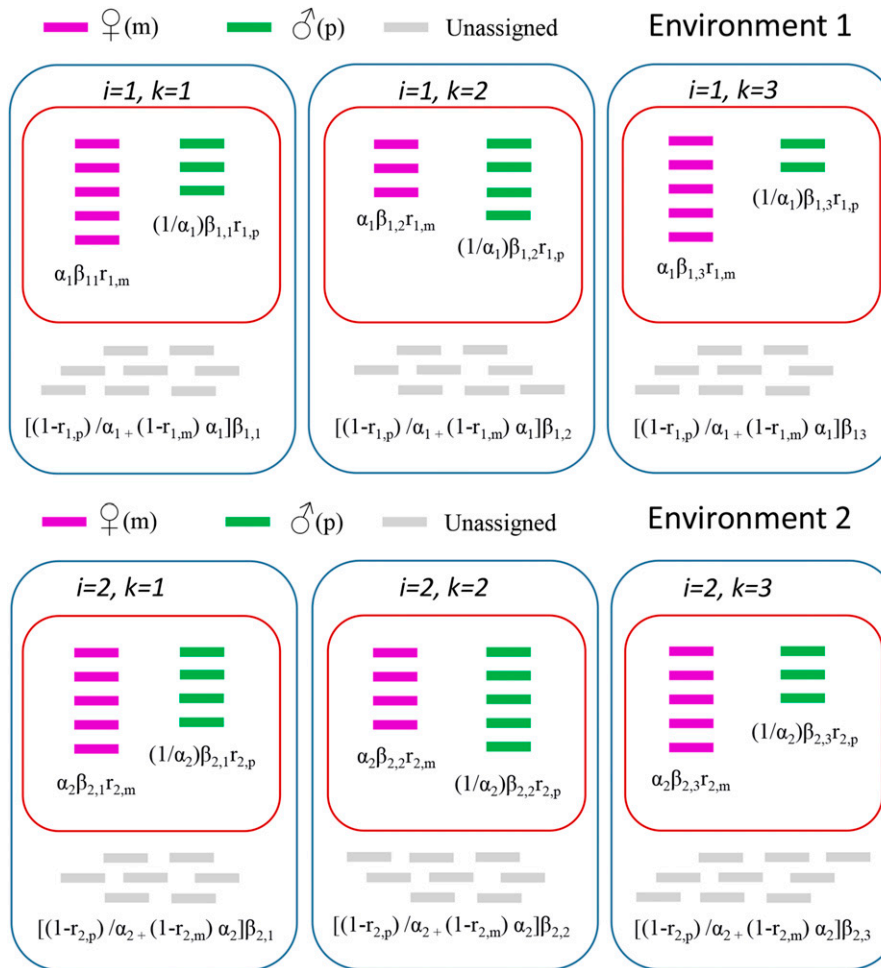 ♀(m) ♂(p) Unassigned Environment 1
i=1, k=1 i=1, k=2 i=1, k=3
α₁β₁₁r₁,ₘ (1/α₁)β₁,₁r₁,ₚ α₁β₁,₂r₁,ₘ (1/α₁)β₁,₂r₁,ₚ α₁β₁,₃r₁,ₘ (1/α₁)β₁,₃r₁,ₚ
[(1-r₁,ₚ) /α₁ ₊ (1-r₁,ₘ) α₁]β₁,₁ [(1-r₁,ₚ) /α₁ ₊ (1-r₁,ₘ) α₁]β₁,₂ [(1-r₁,ₚ) /α₁ ₊ (1-r₁,ₘ) α₁]β₁₃
♀(m) ♂(p) Unassigned Environment 2
i=2, k=1 i=2, k=2 i=2, k=3
α₂β₂,₁r₂,ₘ (1/α₂)β₂,₁r₂,ₚ α₂β₂,₂r₂,ₘ (1/α₂)β₂,₂r₂,ₚ α₂β₂,₃r₂,ₘ (1/α₂)β₂,₃r₂,ₚ
[(1-r₂,ₚ) /α₂ ₊ (1-r₂,ₘ) α₂]β₂,₁ [(1-r₂,ₚ) /α₂ ₊ (1-r₂,ₘ) α₂]β₂,₂ [(1-r₂,ₚ) /α₂ ₊ (1-r₂,ₘ) α₂]β₂,₃